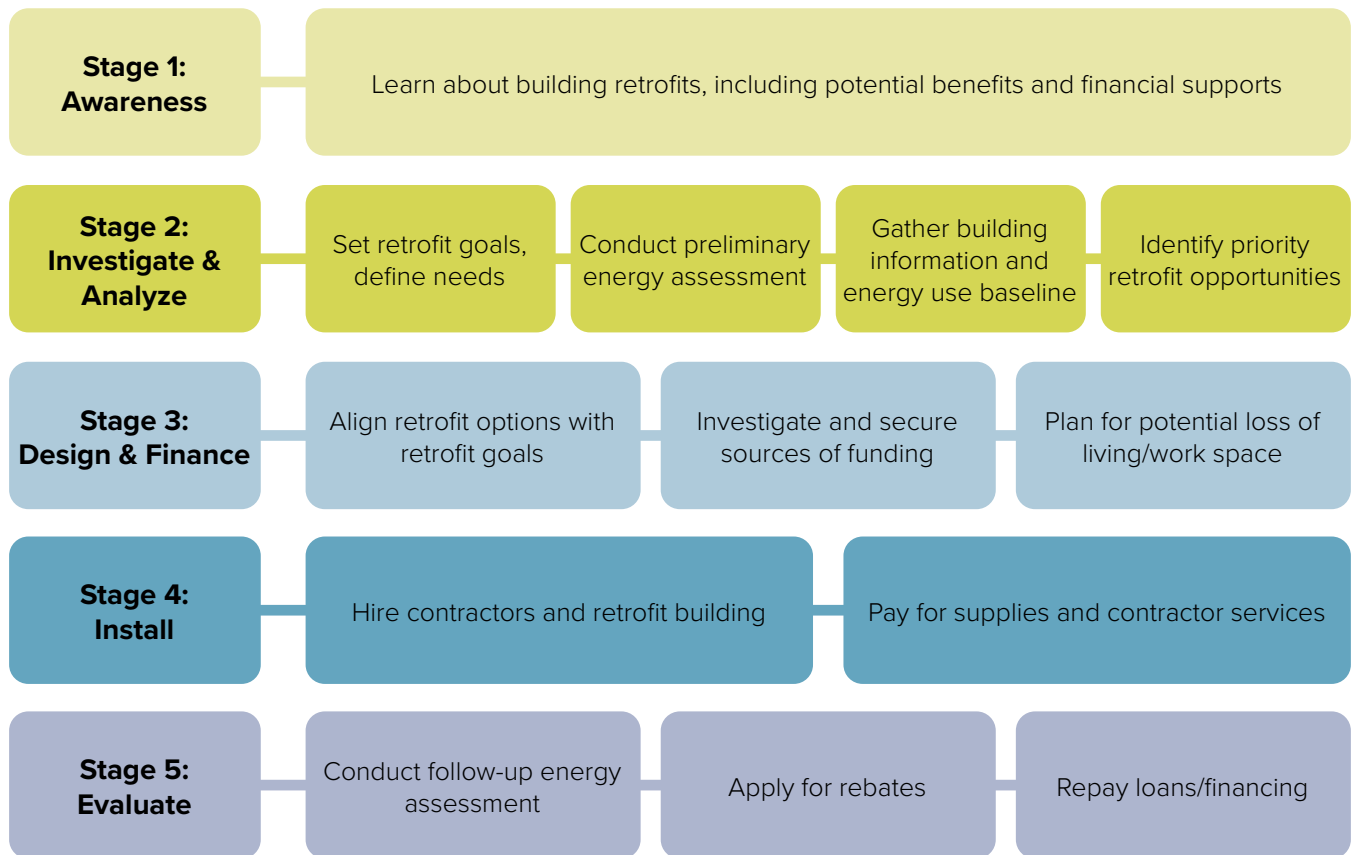 Stage 1:
Awareness
Learn about building retrofits, including potential benefits and financial supports
Stage 2:
Investigate &
Analyze
Set retrofit goals,
define needs
Conduct preliminary
energy assessment
Gather building
information and
energy use baseline
Identify priority
retrofit opportunities
Stage 3:
Design & Finance
Align retrofit options with
retrofit goals
Investigate and secure
sources of funding
Plan for potential loss of
living/work space
Stage 4:
Install
Hire contractors and retrofit building
Pay for supplies and contractor services
Stage 5:
Evaluate
Conduct follow-up energy
assessment
Apply for rebates
Repay loans/financing